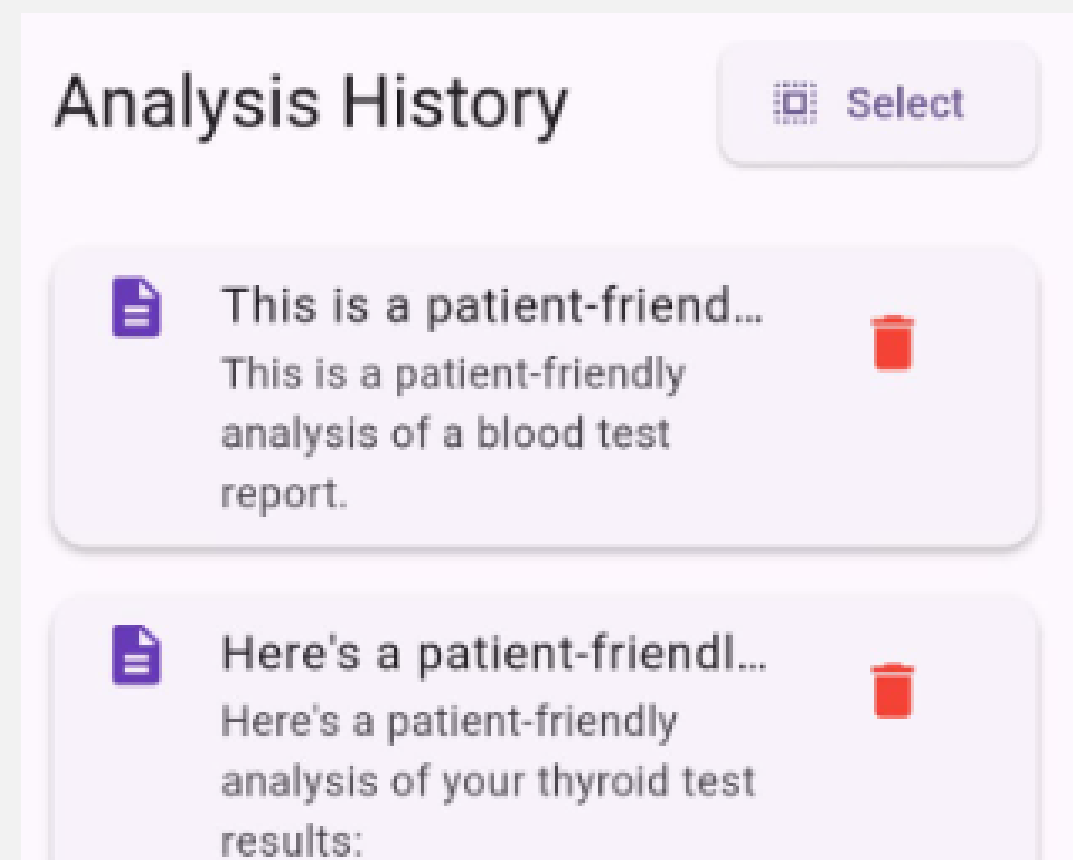 Analysis History
Select
This is a patient-friend...
This is a patient-friendly
analysis of a blood test
report.
Here's a patient-friendl...
Here's a patient-friendly
analysis of your thyroid test
results: